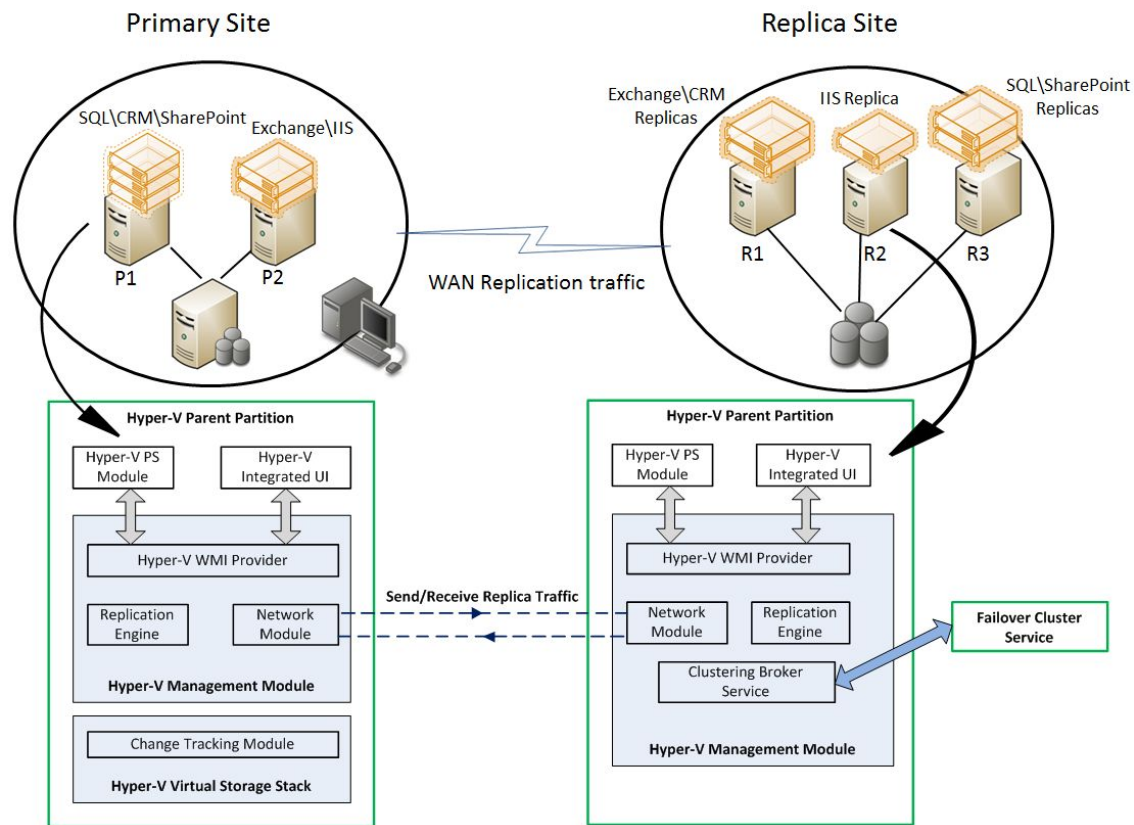 Primary Site
Replica Site
SQL\CRM\SharePoint
Exchange\IIS
Exchange\CRM
Replicas
IIS Replica
SQL\SharePoint
Replicas
P1
P2
R1
R2
R3
WAN Replication traffic
Hyper-V Parent Partition
Hyper-V PS
Module
Hyper-V
Integrated UI
Hyper-V WMI Provider
Replication
Engine
Network
Module
Hyper-V Management Module
Change Tracking Module
Hyper-V Virtual Storage Stack
Send/Receive Replica Traffic
Hyper-V Parent Partition
Hyper-V PS
Module
Hyper-V
Integrated UI
Hyper-V WMI Provider
Network
Module
Replication
Engine
Clustering Broker
Service
Hyper-V Management Module
Failover Cluster
Service